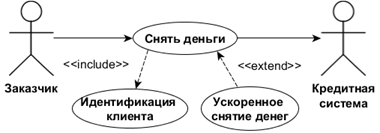 Снять деньги
<<include>>
<<extend>>
Заказчик
Идентификация
клиента
Ускоренное
снятие денег
Кредитная
система